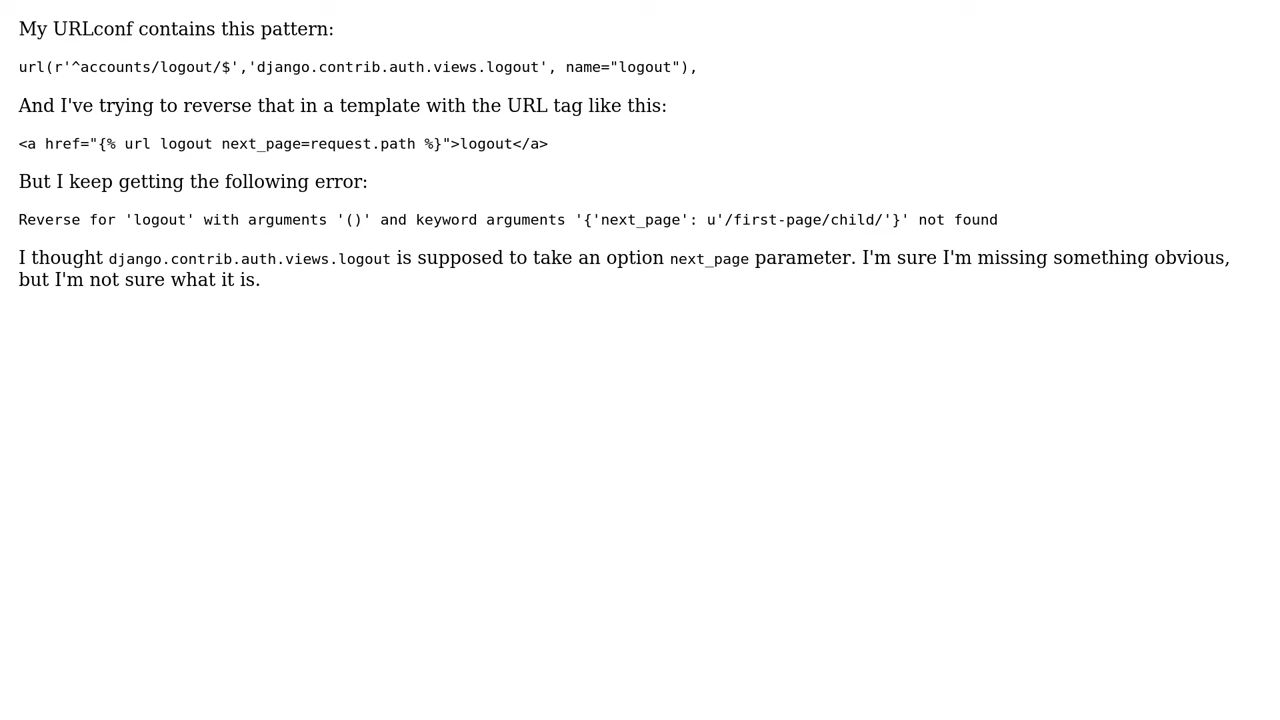 My URLconf contains this pattern:
url(r'^accounts/logout/$','django.contrib.auth.views.logout', name="logout"),
And I've trying to reverse that in a template with the URL tag like this:
<a href="{% url logout next_page=request.path %}">logout</a>
But I keep getting the following error:
Reverse for 'logout' with arguments '()' and keyword arguments '{'next_page': u'/first-page/child/'}' not found
I thought django.contrib.auth.views.logout is supposed to take an option next_page parameter. I'm sure I'm missing something obvious,
but I'm not sure what it is.